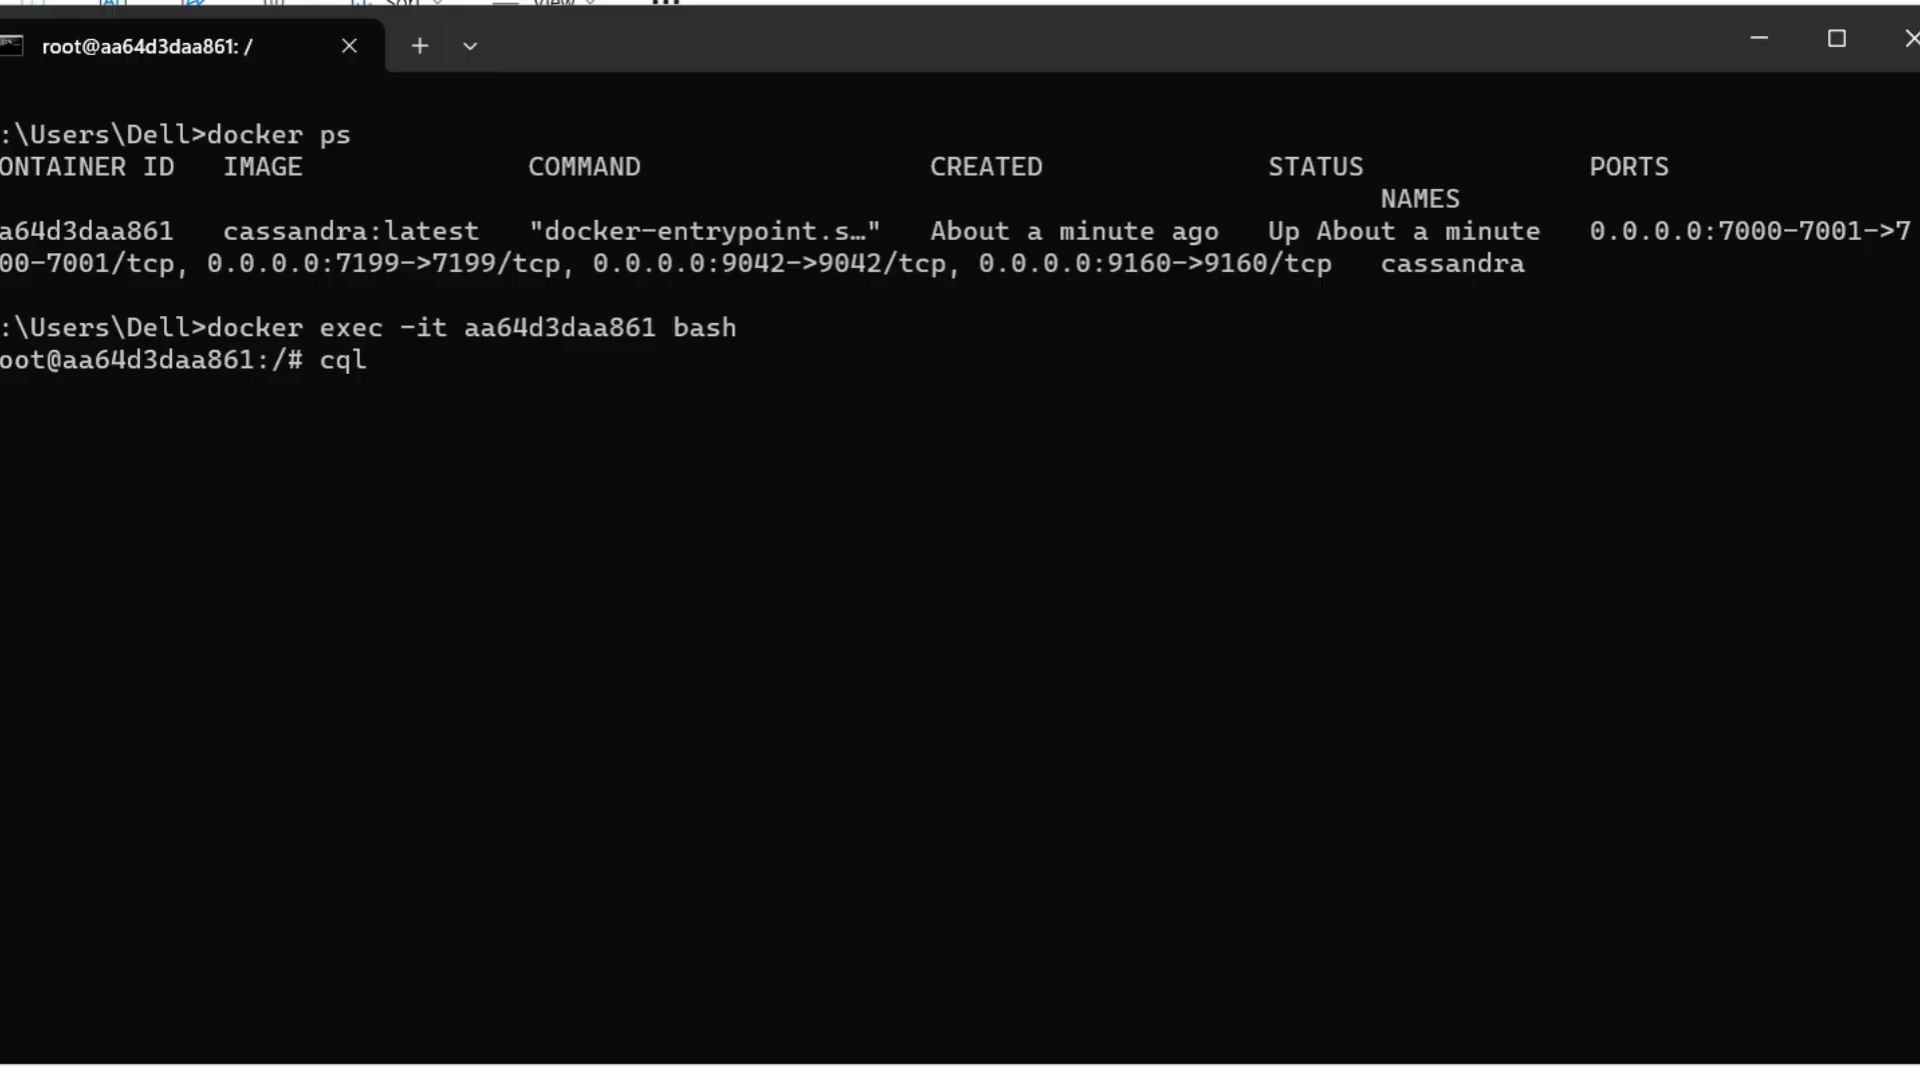 root@aa64d3daa861: /
:\Users\Dell>docker ps
ONTAINER ID   IMAGE              COMMAND                  CREATED              STATUS              PORTS
NAMES
a64d3daa861   cassandra:latest   "docker-entrypoint.s…"   About a minute ago   Up About a minute   0.0.0.0:7000-7001->7
00-7001/tcp, 0.0.0.0:7199->7199/tcp, 0.0.0.0:9042->9042/tcp, 0.0.0.0:9160->9160/tcp   cassandra
:\Users\Dell>docker exec -it aa64d3daa861 bash
oot@aa64d3daa861:/# cql